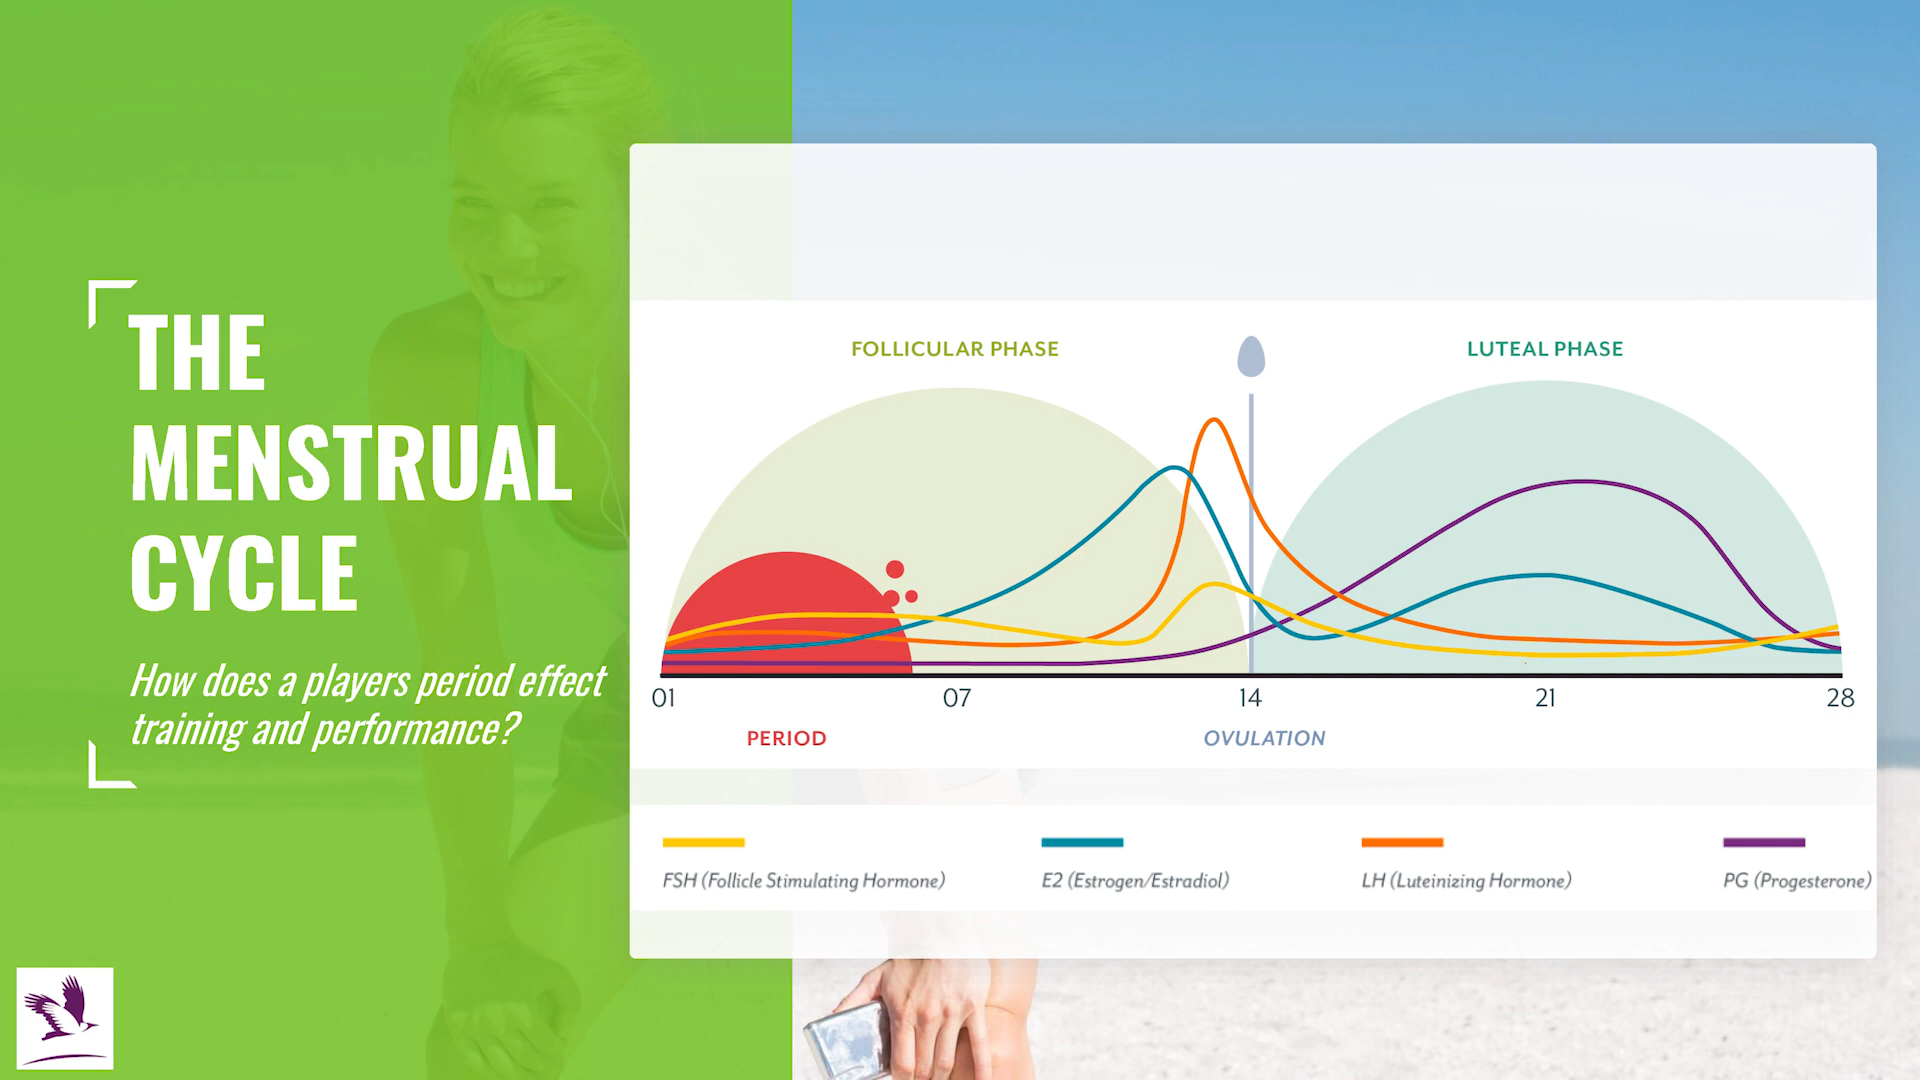 THE
MENSTRUAL
CYCLE
How does a players period effect
training and performance?
FOLLICULAR PHASE
LUTEAL PHASE
01 07 14 21 28
PERIOD
OVULATION
FSH (Follicle Stimulating Hormone)
E2 (Estrogen/Estradiol)
LH (Luteinizing Hormone)
PG (Progesterone)